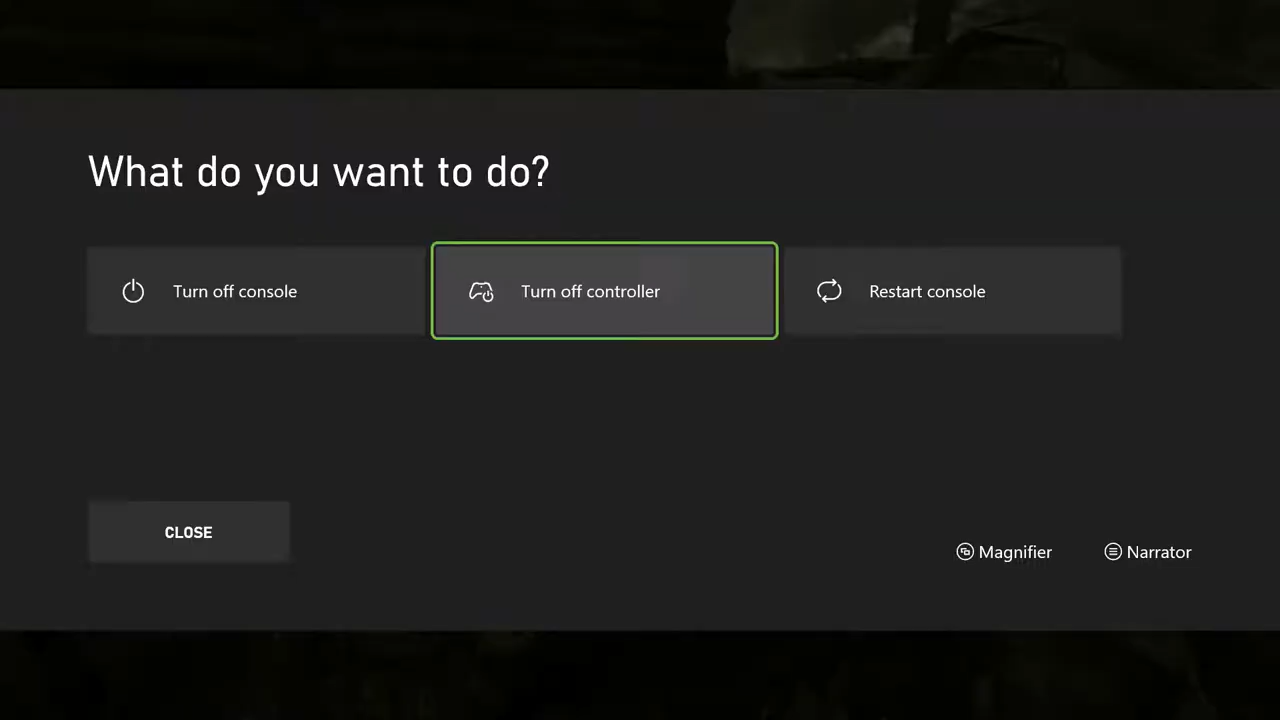 What do you want to do?
Turn off console
Turn off controller
Restart console
CLOSE
Magnifier
Narrator